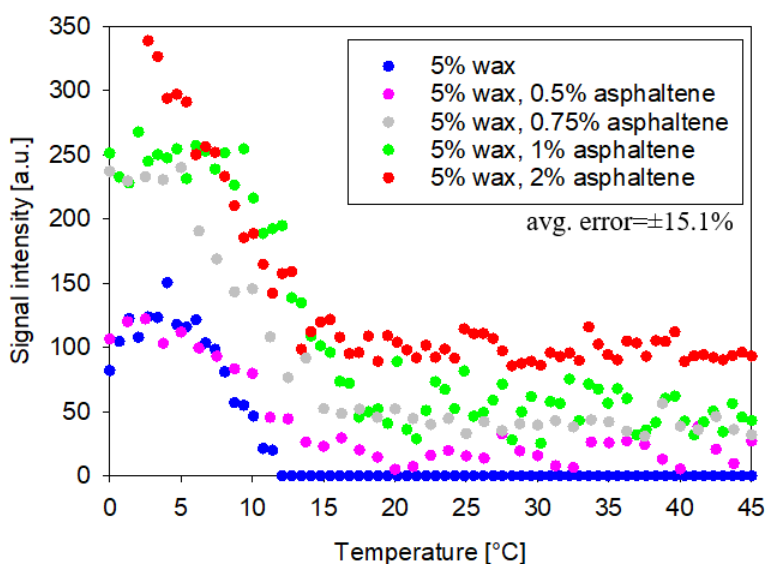 350
300
250
200
150
100
50
0
Signal intensity [a.u.]
5% wax
5% wax, 0.5% asphaltene
5% wax, 0.75% asphaltene
5% wax, 1% asphaltene
5% wax, 2% asphaltene
avg. error=±15.1%
0 5 10 15 20 25 30 35 40 45
Temperature [°C]